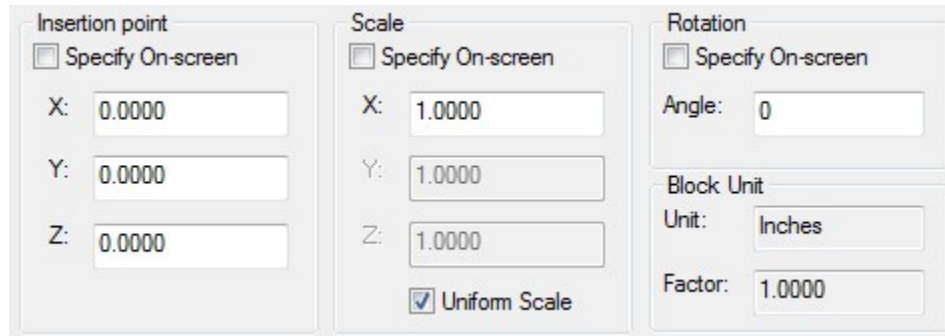 Insertion point
Specify On-screen
X: 0.0000
Y: 0.0000
Z: 0.0000
Scale
Specify On-screen
X: 1.0000
Y: 1.0000
Z: 1.0000
Uniform Scale
Rotation
Specify On-screen
Angle: 0
Block Unit
Unit: Inches
Factor: 1.0000